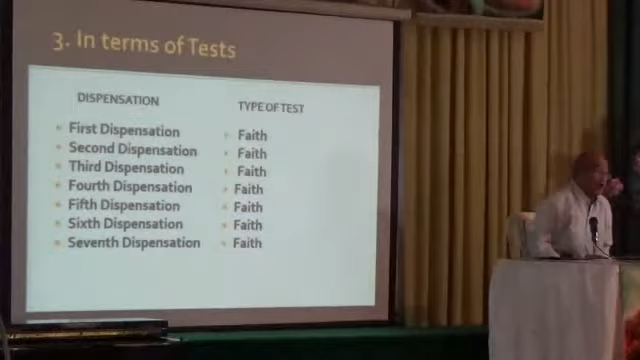 3. In terms of Tests
DISPENSATION TYPE OF TEST
First Dispensation Faith
Second Dispensation Faith
Third Dispensation Faith
Fourth Dispensation Faith
Fifth Dispensation Faith
Sixth Dispensation Faith
Seventh Dispensation Faith